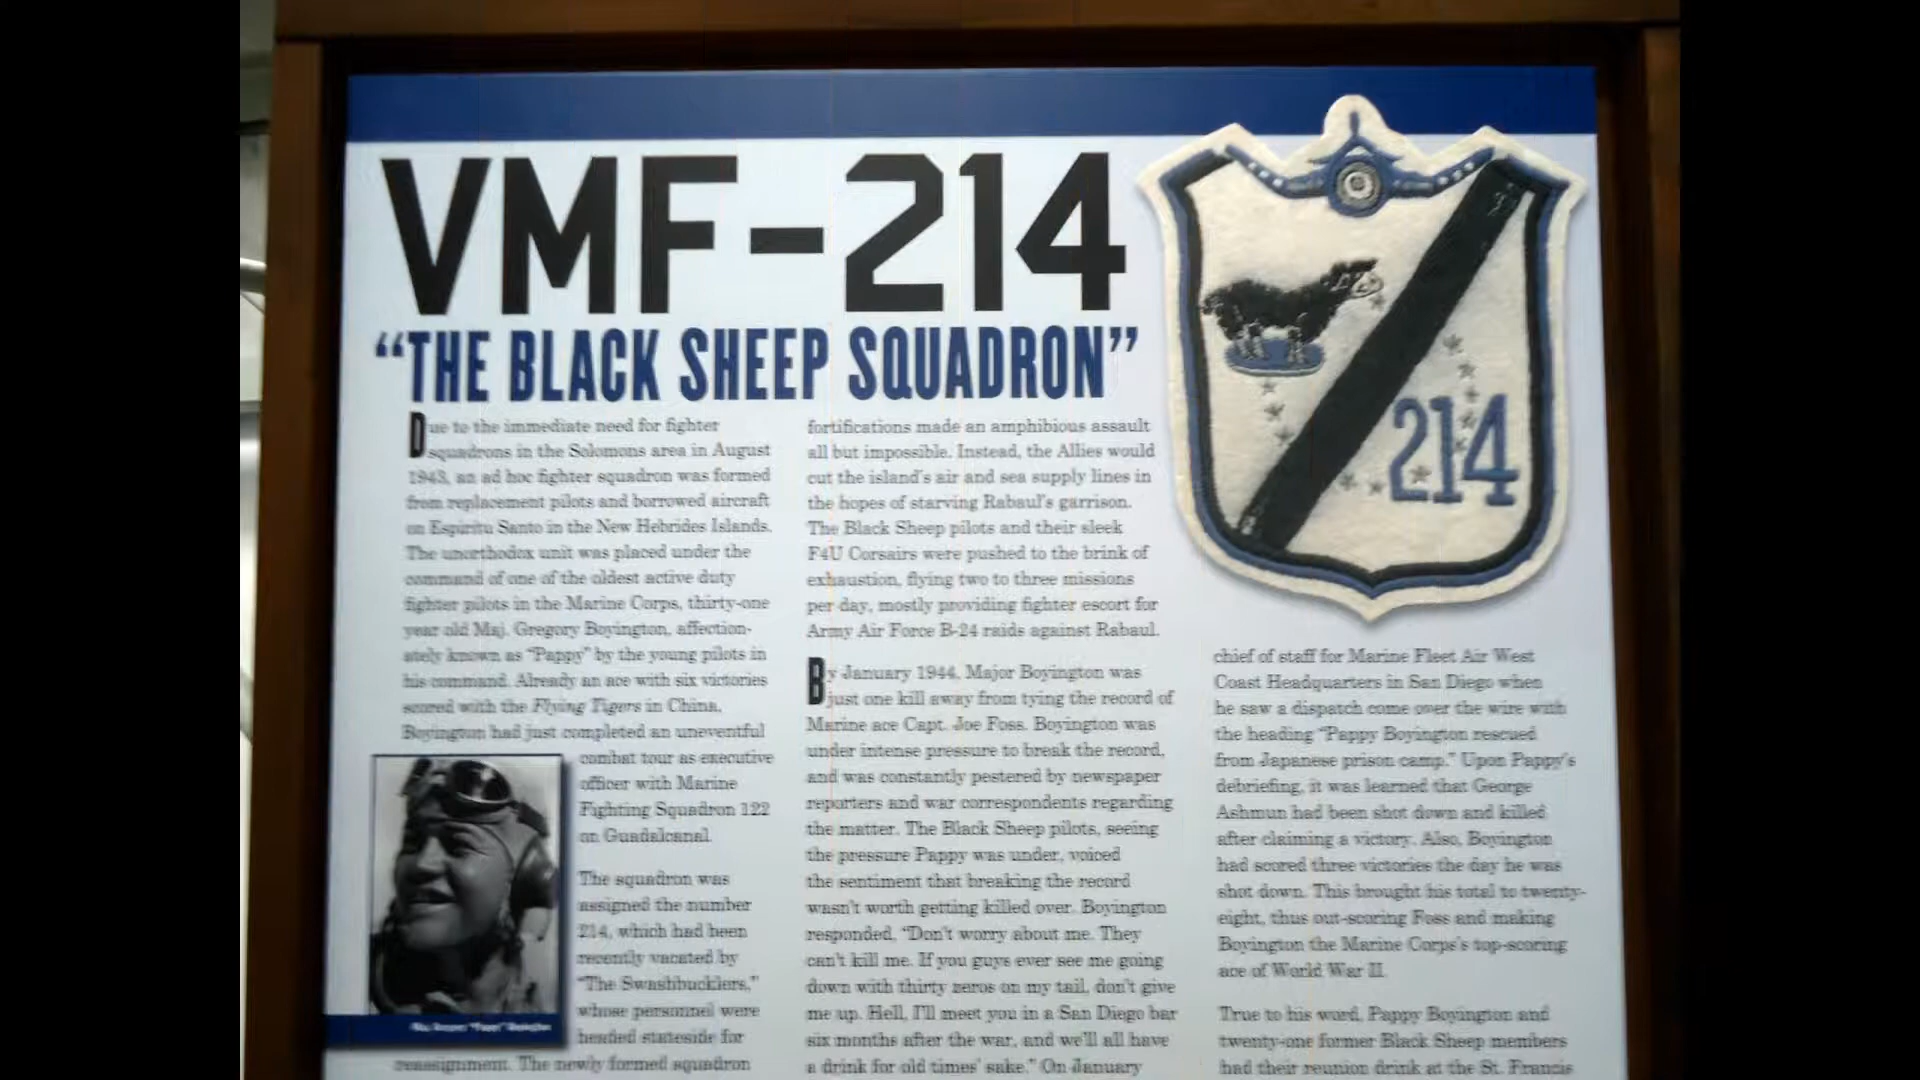 VMF-214
“THE BLACK SHEEP SQUADRON”
Due to the immediate need for fighter
squadrons in the Solomons area in August
1943, an ad hoc fighter squadron was formed
from replacement pilots and borrowed aircraft
on Espiritu Santo in the New Hebrides Islands.
The unorthodox unit was placed under the
command of one of the oldest active duty
fighter pilots in the Marine Corps, thirty-one
year old Maj. Gregory Boyington, affection-
ately known as “Pappy” by the young pilots in
his command. Already an ace with six victories
scored with the Flying Tigers in China,
Boyington had just completed an uneventful
combat tour as executive
officer with Marine
Fighting Squadron 122
on Guadalcanal.
The squadron was
assigned the number
214, which had been
recently vacated by
“The Swashbucklers,”
whose personnel were
headed stateside for
reassignment. The newly formed squadron
Maj. Gregory “Pappy” Boyington
fortifications made an amphibious assault
all but impossible. Instead, the Allies would
cut the island's air and sea supply lines in
the hopes of starving Rabaul's garrison.
The Black Sheep pilots and their sleek
F4U Corsairs were pushed to the brink of
exhaustion, flying two to three missions
per day, mostly providing fighter escort for
Army Air Force B-24 raids against Rabaul.
By January 1944, Major Boyington was
just one kill away from tying the record of
Marine ace Capt. Joe Foss. Boyington was
under intense pressure to break the record,
and was constantly pestered by newspaper
reporters and war correspondents regarding
the matter. The Black Sheep pilots, seeing
the pressure Pappy was under, voiced
the sentiment that breaking the record
wasn't worth getting killed over. Boyington
responded, “Don't worry about me. They
can't kill me. If you guys ever see me going
down with thirty zeros on my tail, don't give
me up. Hell, I'll meet you in a San Diego bar
six months after the war, and we'll all have
a drink for old times' sake.” On January
214
chief of staff for Marine Fleet Air West
Coast Headquarters in San Diego when
he saw a dispatch come over the wire with
the heading “Pappy Boyington rescued
from Japanese prison camp.” Upon Pappy's
debriefing, it was learned that George
Ashmun had been shot down and killed
after claiming a victory. Also, Boyington
had scored three victories the day he was
shot down. This brought his total to twenty-
eight, thus out-scoring Foss and making
Boyington the Marine Corps's top-scoring
ace of World War II.
True to his word, Pappy Boyington and
twenty-one former Black Sheep members
had their reunion drink at the St. Francis